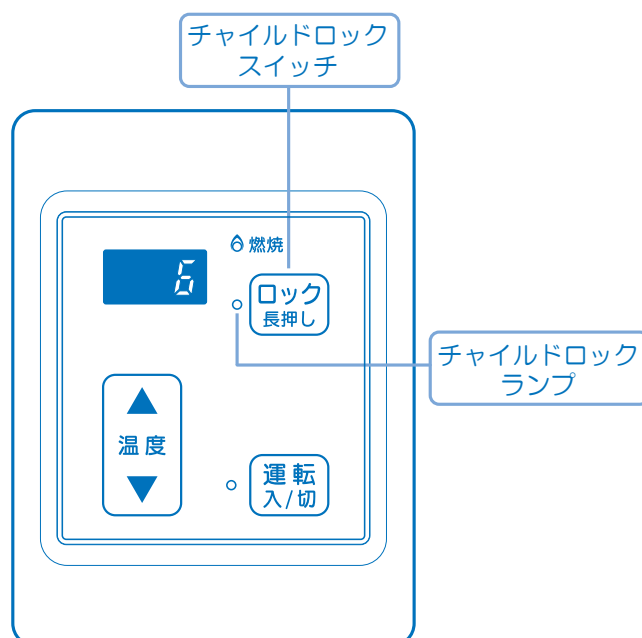 チャイルドロック
スイッチ
燃焼
6
ロック
長押し
チャイルドロック
ランプ
温度
運転
入/切